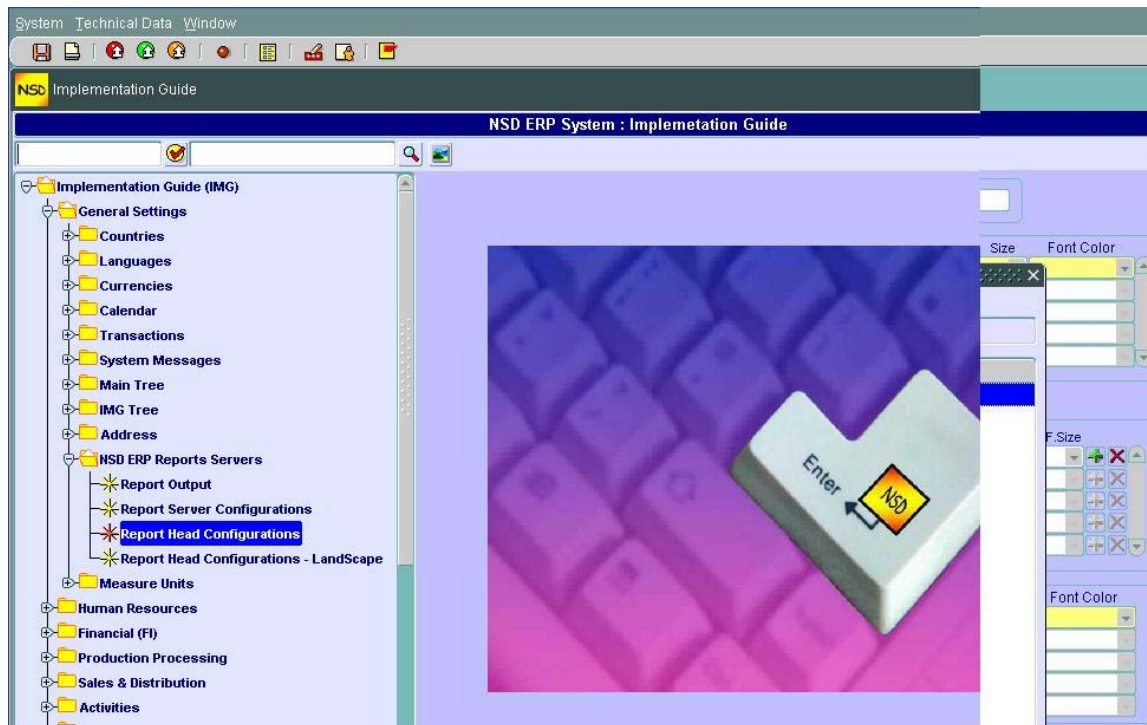 System Technical Data Window
NSD Implementation Guide
NSD ERP System : Implemetation Guide
Implementation Guide (IMG)
General Settings
Countries
Languages
Currencies
Calendar
Transactions
System Messages
Main Tree
IMG Tree
Address
NSD ERP Reports Servers
Report Output
Report Server Configurations
Report Head Configurations
Report Head Configurations - LandScape
Measure Units
Human Resources
Financial (FI)
Production Processing
Sales & Distribution
Activities
Enter
NSD
Size Font Color
F.Size
Font Color